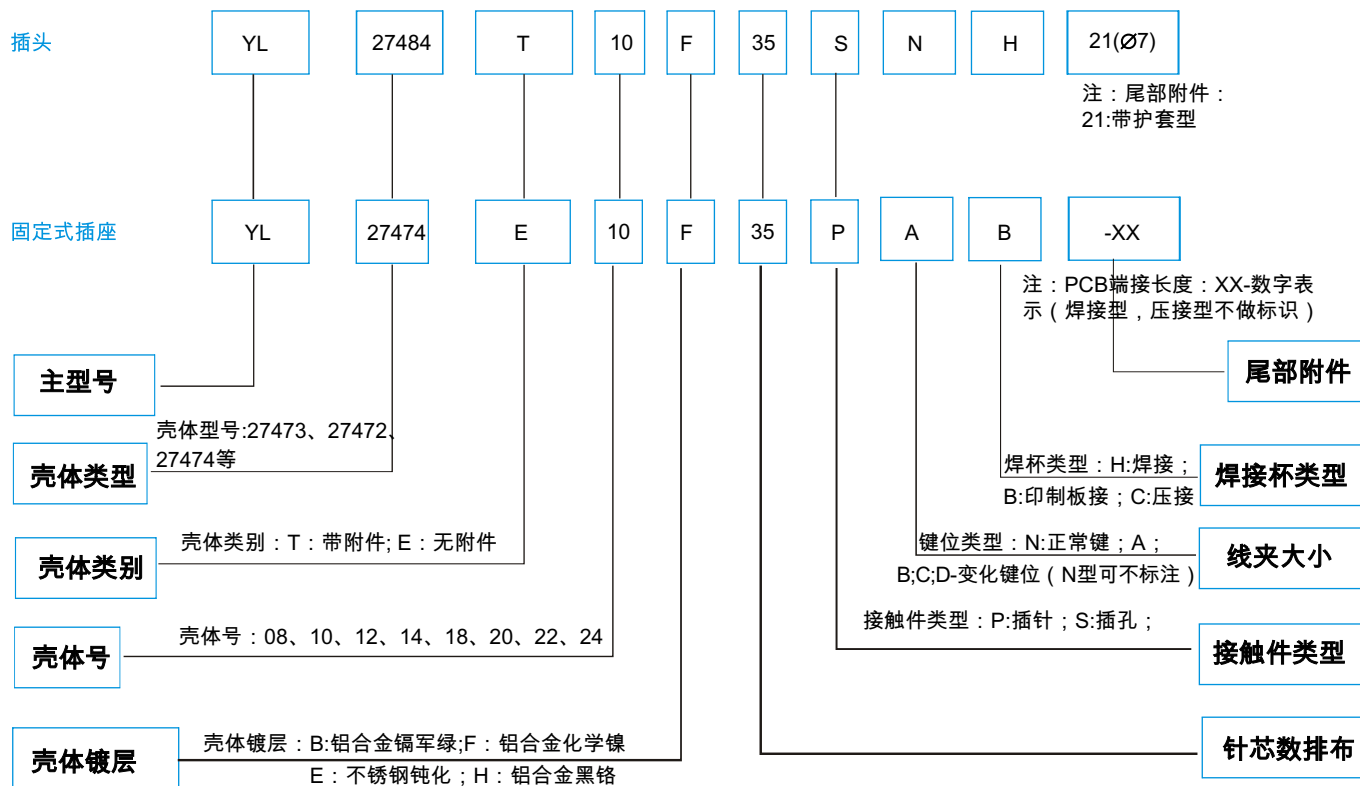 插头 YL 27484 T 10 F 35 S N H 21(Ø7)
注：尾部附件：
21:带护套型
固定式插座 YL 27474 E 10 F 35 P A B -XX
注：PCB端接长度：XX-数字表
示（焊接型，压接型不做标识）
主型号
尾部附件
壳体型号:27473、27472、
27474等
壳体类型
焊杯类型：H:焊接；
B:印制板接；C:压接
焊接杯类型
壳体类别：T：带附件; E：无附件
壳体类别
键位类型：N:正常键；A；
B;C;D-变化键位（N型可不标注）
线夹大小
壳体号：08、10、12、14、18、20、22、24
壳体号
接触件类型：P:插针；S:插孔；
接触件类型
壳体镀层：B:铝合金镉军绿;F：铝合金化学镍
E：不锈钢钝化；H：铝合金黑铬
壳体镀层
针芯数排布